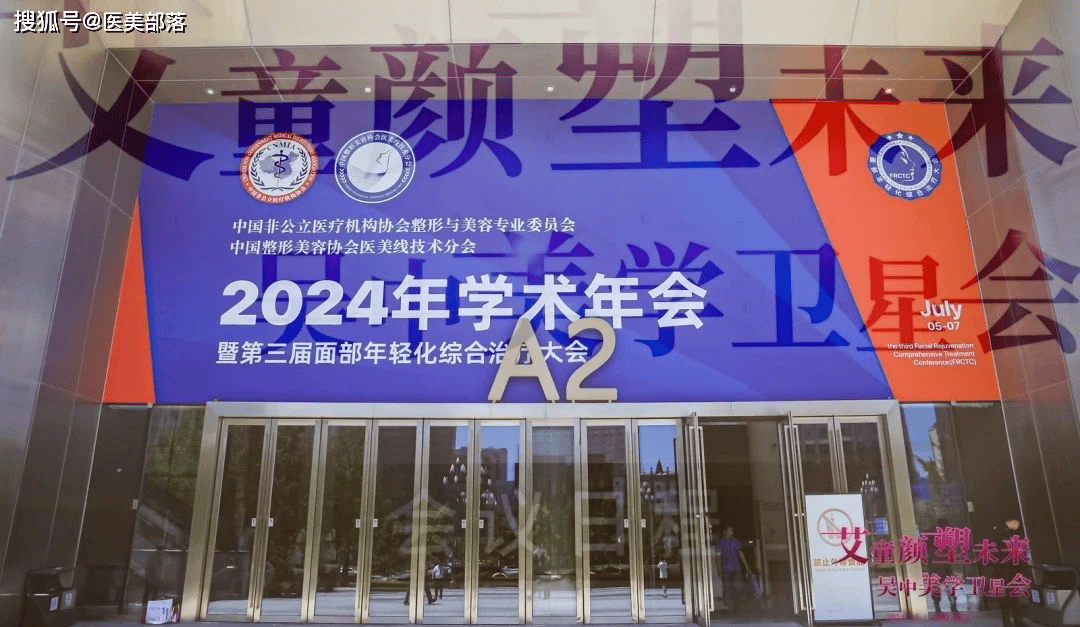 搜狐号@医美部落
艾童颜塑未来
吴中美学卫星会
CNMIA
FRCTC
中国非公立医疗机构协会整形与美容专业委员会
中国整形美容协会医美线技术分会
2024年学术年会
暨第三届面部年轻化综合治疗大会
July
05-07
the third Facial Rejuvenation
Comprehensive Treatment
Conference(FRCTC)
A2
会议日程
艾童颜塑未来
吴中美学卫星会